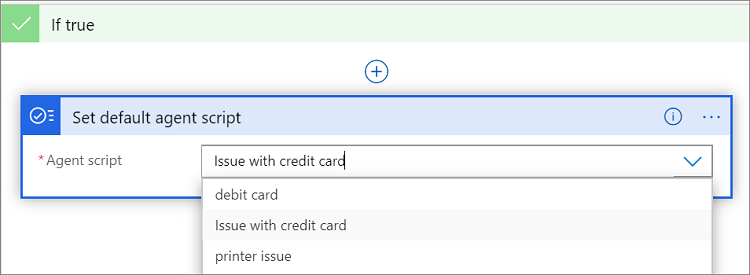 If true
Set default agent script
*Agent script
Issue with credit card
debit card
Issue with credit card
printer issue